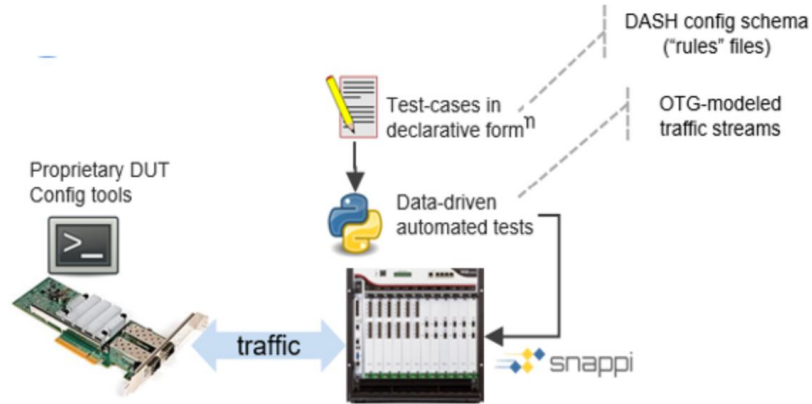 DASH config schema
("rules" files)
Test-cases in
declarative form
OTG-modeled
traffic streams
Proprietary DUT
Config tools
>_
Data-driven
automated tests
traffic
snappi